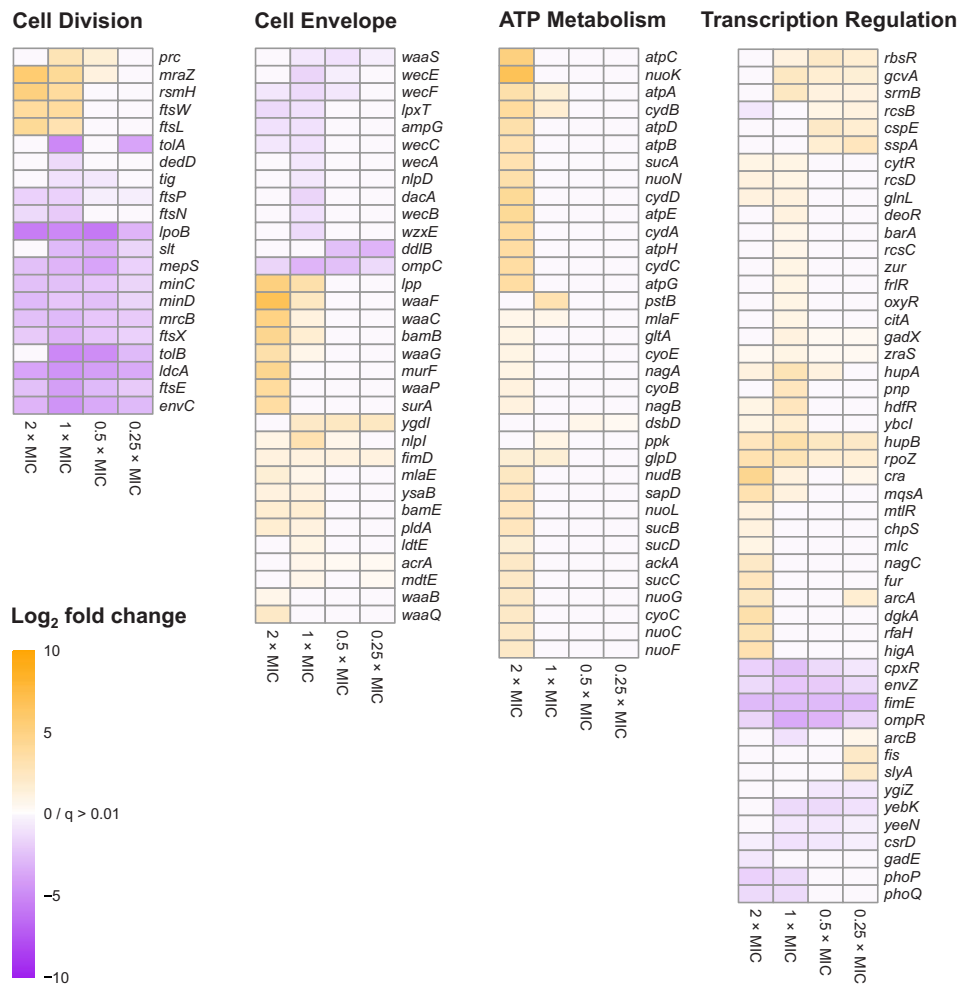 Cell Division
prc
mraZ
rsmH
ftsW
ftsL
tolA
dedD
tig
ftsP
ftsN
lpoB
slt
mepS
minC
minD
mrcB
ftsX
tolB
ldcA
ftsE
envC
2 × MIC
1 × MIC
0.5 × MIC
0.25 × MIC
Log₂ fold change
10
5
0 / q > 0.01
−5
−10
Cell Envelope
waaS
wecE
wecF
lpxT
ampG
wecC
wecA
nlpD
dacA
wecB
wzxE
ddlB
ompC
lpp
waaF
waaC
bamB
waaG
murF
waaP
surA
ygdI
nlpI
fimD
mlaE
ysaB
bamE
pldA
ldtE
acrA
mdtE
waaB
waaQ
2 × MIC
1 × MIC
0.5 × MIC
0.25 × MIC
ATP Metabolism
atpC
nuoK
atpA
cydB
atpD
atpB
sucA
nuoN
cydD
atpE
cydA
atpH
cydC
atpG
pstB
mlaF
gltA
cyoE
nagA
cyoB
nagB
dsbD
ppk
glpD
nudB
sapD
nuoL
sucB
sucD
ackA
sucC
nuoG
cyoC
nuoC
nuoF
2 × MIC
1 × MIC
0.5 × MIC
0.25 × MIC
Transcription Regulation
rbsR
gcvA
srmB
rcsB
cspE
sspA
cytR
rcsD
glnL
deoR
barA
rcsC
zur
frlR
oxyR
citA
gadX
zraS
hupA
pnp
hdfR
ybcI
hupB
rpoZ
cra
mqsA
mtlR
chpS
mlc
nagC
fur
arcA
dgkA
rfaH
higA
cpxR
envZ
fimE
ompR
arcB
fis
slyA
ygiZ
yebK
yeeN
csrD
gadE
phoP
phoQ
2 × MIC
1 × MIC
0.5 × MIC
0.25 × MIC